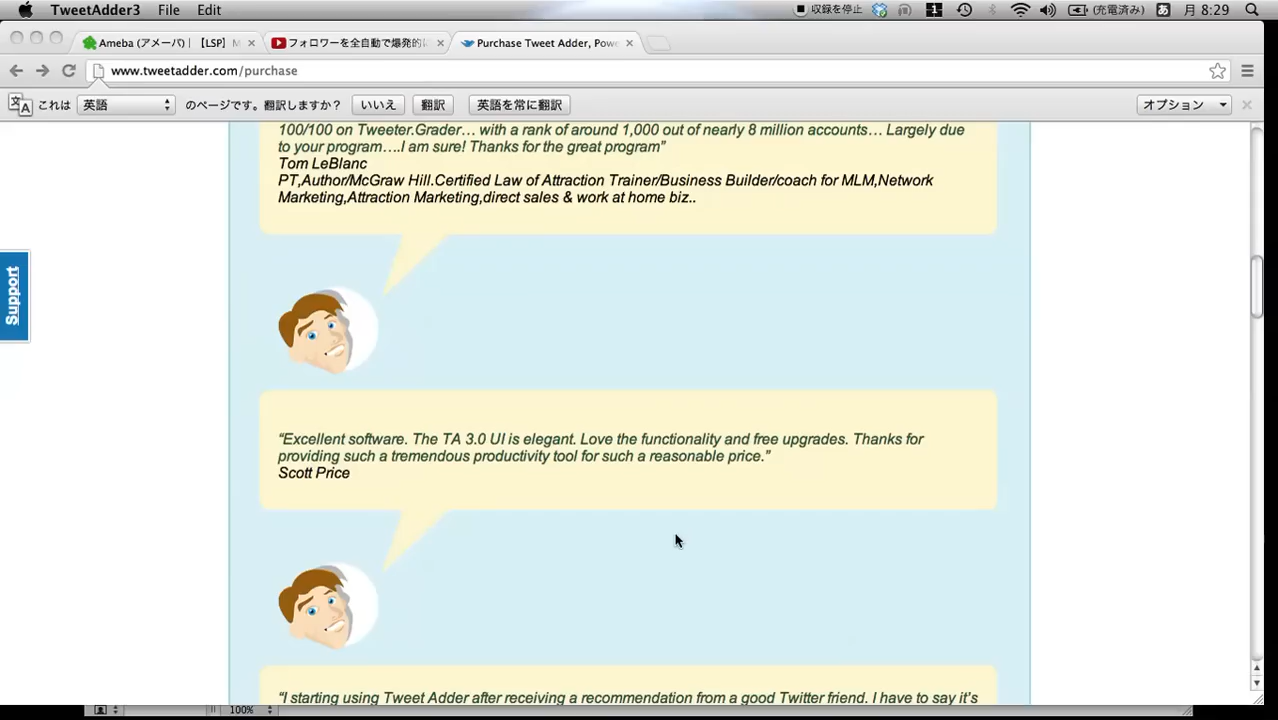 TweetAdder3 File Edit 収録を停止 1 (充電済み) あ 月 8:29
Ameba (アメーバ) | 【LSP】 M フォロワーを全自動で爆発的に Purchase Tweet Adder, Pow
www.tweetadder.com/purchase
これは 英語 のページです。翻訳しますか？ いいえ 翻訳 英語を常に翻訳 オプション
100/100 on Tweeter.Grader… with a rank of around 1,000 out of nearly 8 million accounts… Largely due
to your program….I am sure! Thanks for the great program”
Tom LeBlanc
PT,Author/McGraw Hill.Certified Law of Attraction Trainer/Business Builder/coach for MLM,Network
Marketing,Attraction Marketing,direct sales & work at home biz..
Support
“Excellent software. The TA 3.0 UI is elegant. Love the functionality and free upgrades. Thanks for
providing such a tremendous productivity tool for such a reasonable price.”
Scott Price
“I starting using Tweet Adder after receiving a recommendation from a good Twitter friend. I have to say it’s
100%